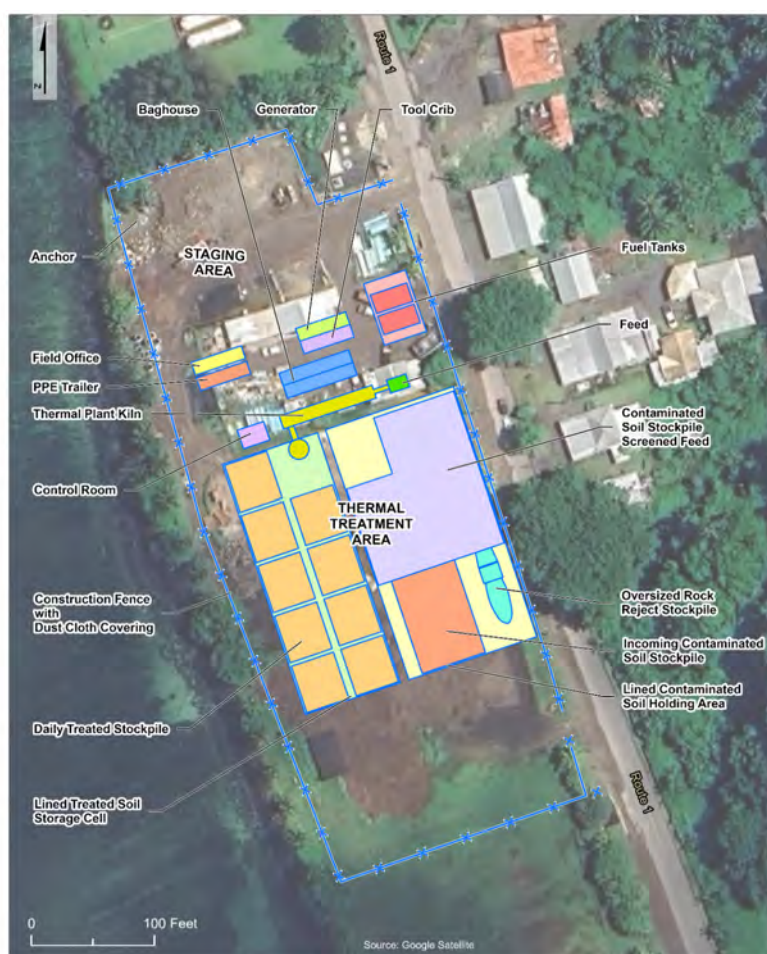 N
Route 1
Baghouse
Generator
Tool Crib
Anchor
STAGING
AREA
Fuel Tanks
Feed
Field Office
PPE Trailer
Thermal Plant Kiln
Contaminated
Soil Stockpile
Screened Feed
Control Room
THERMAL
TREATMENT
AREA
Construction Fence
with
Dust Cloth Covering
Oversized Rock
Reject Stockpile
Incoming Contaminated
Soil Stockpile
Lined Contaminated
Soil Holding Area
Daily Treated Stockpile
Lined Treated Soil
Storage Cell
Route 1
0 100 Feet
Source: Google Satellite